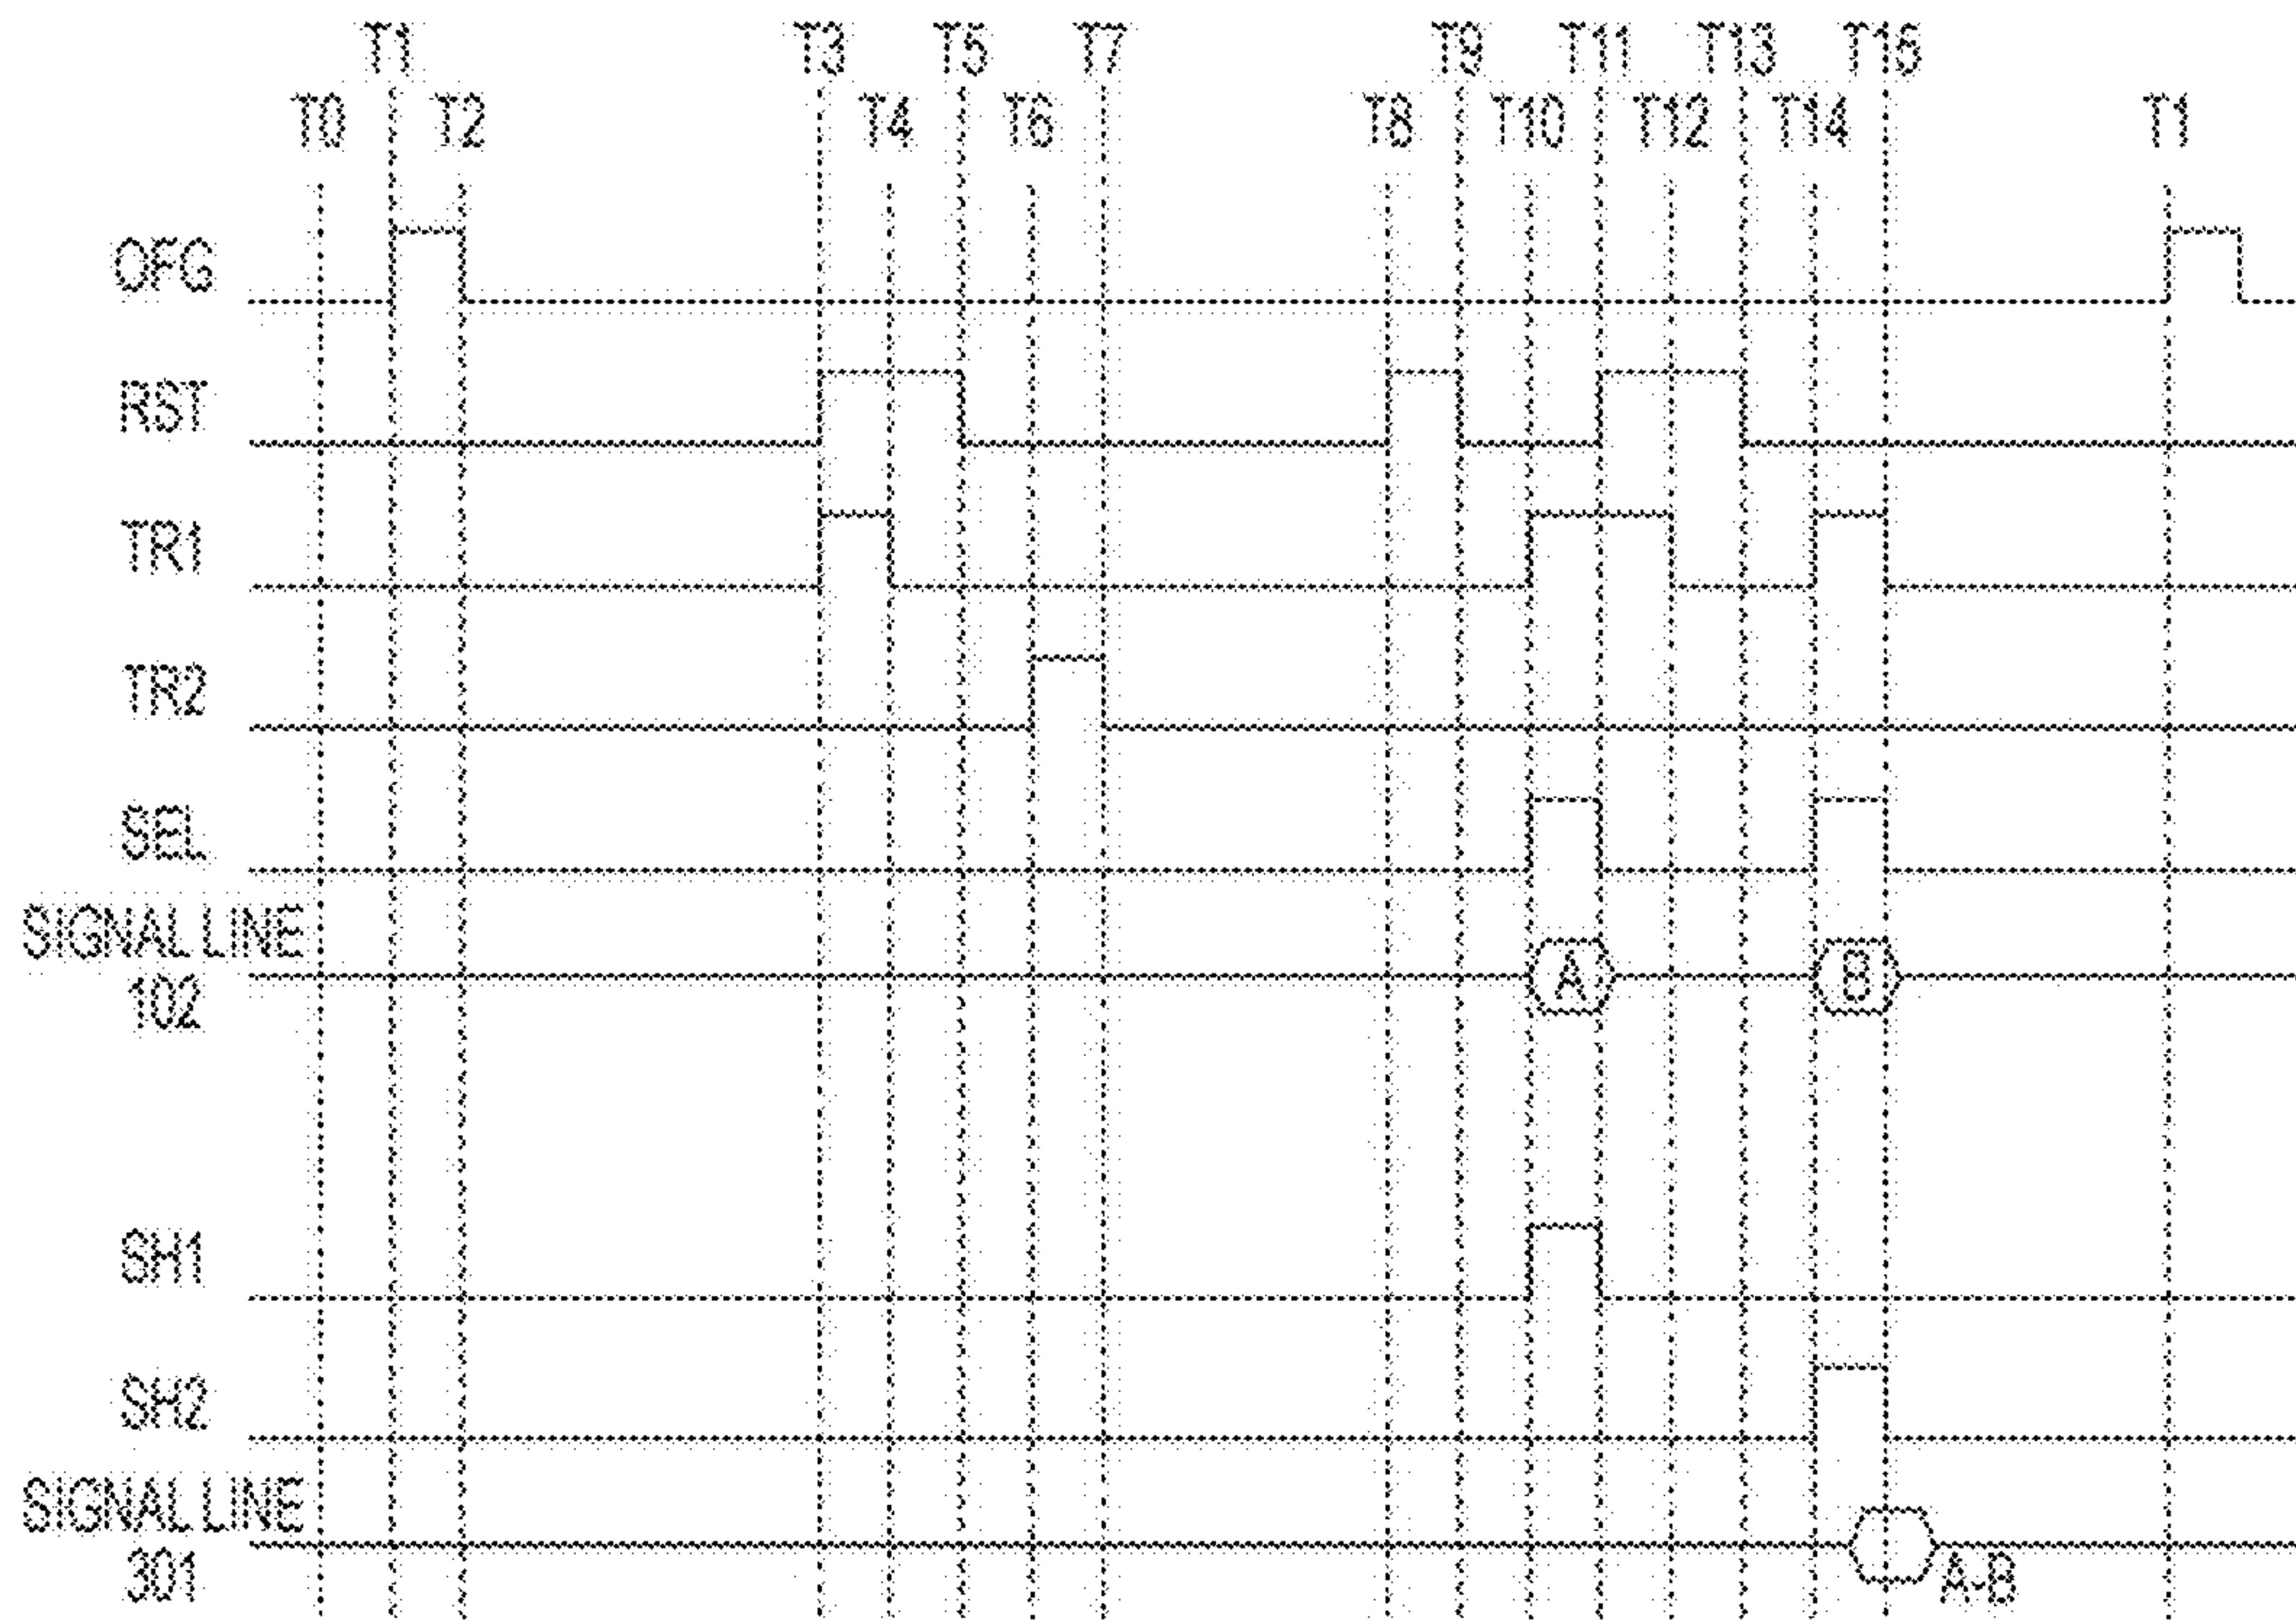 T1 T3 T5 T7 T9 T11 T13 T15
T0 T2 T4 T6 T8 T10 T12 T14 T1
OFG
RST
TR1
TR2
SEL
SIGNAL LINE
102
A B
SH1
SH2
SIGNAL LINE
301
A-B